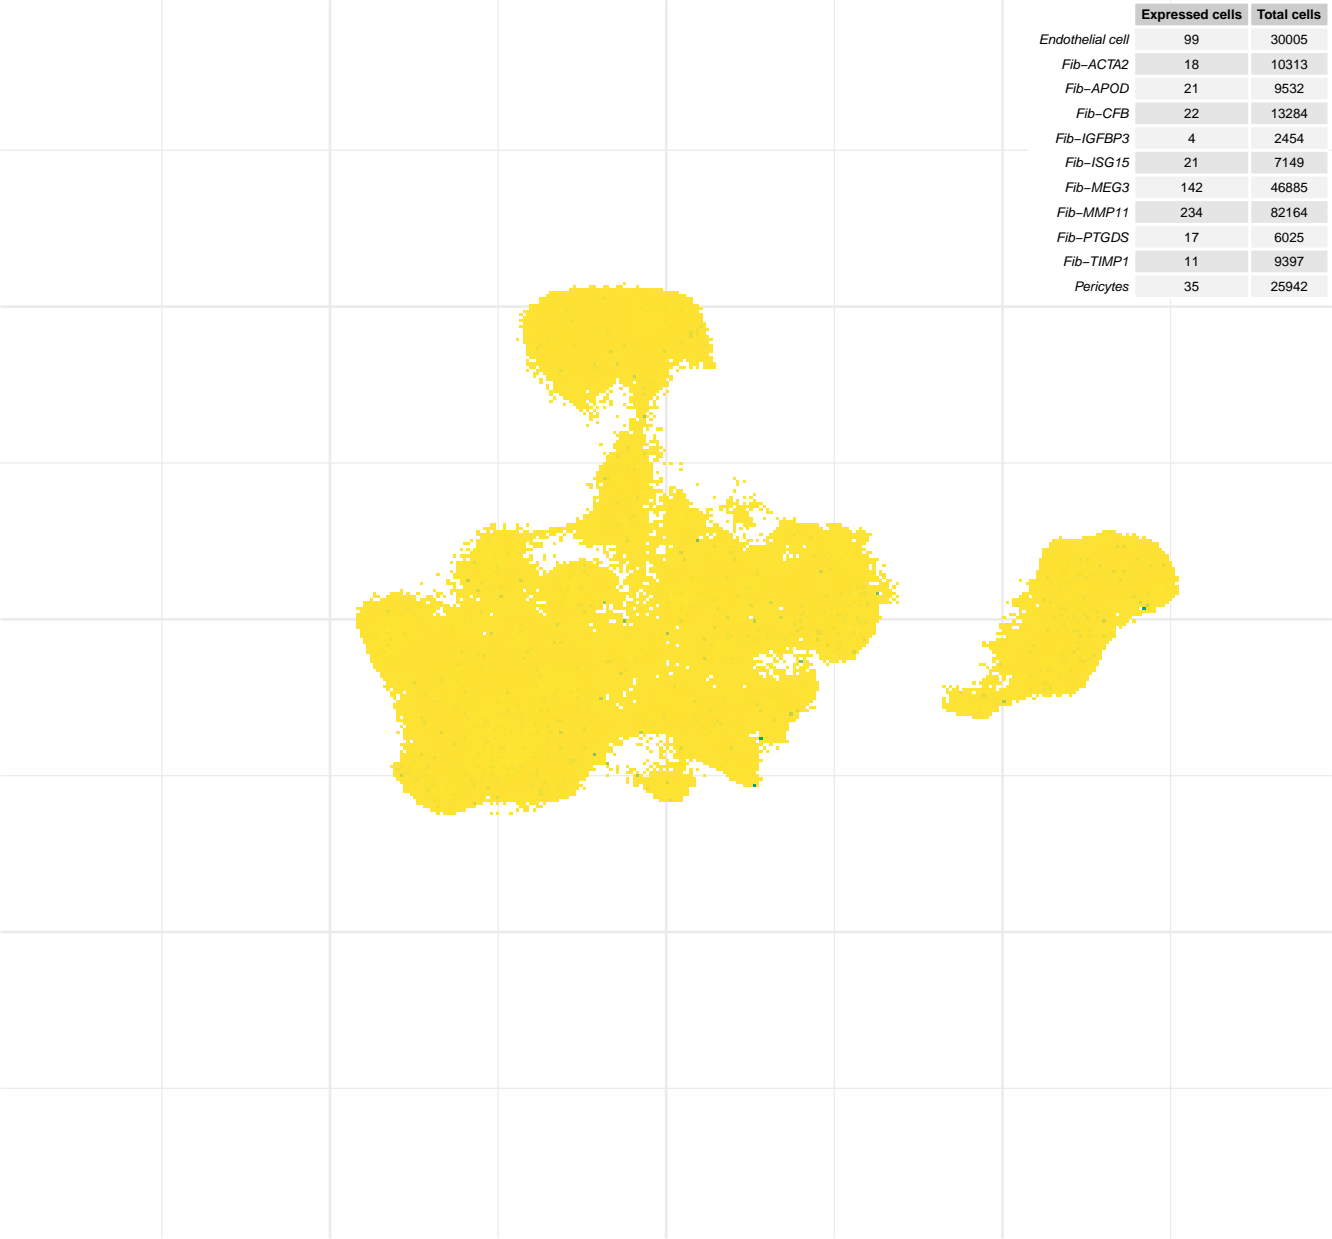 Expressed cells Total cells
Endothelial cell 99 30005
Fib−ACTA2 18 10313
Fib−APOD 21 9532
Fib−CFB 22 13284
Fib−IGFBP3 4 2454
Fib−ISG15 21 7149
Fib−MEG3 142 46885
Fib−MMP11 234 82164
Fib−PTGDS 17 6025
Fib−TIMP1 11 9397
Pericytes 35 25942